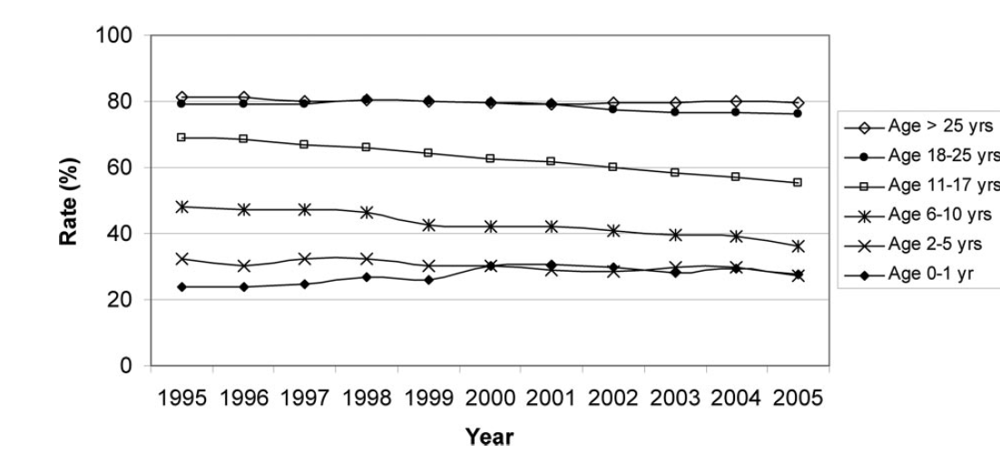 100
80
60
40
20
0
Rate (%)
1995 1996 1997 1998 1999 2000 2001 2002 2003 2004 2005
Year
Age > 25 yrs
Age 18-25 yrs
Age 11-17 yrs
Age 6-10 yrs
Age 2-5 yrs
Age 0-1 yr